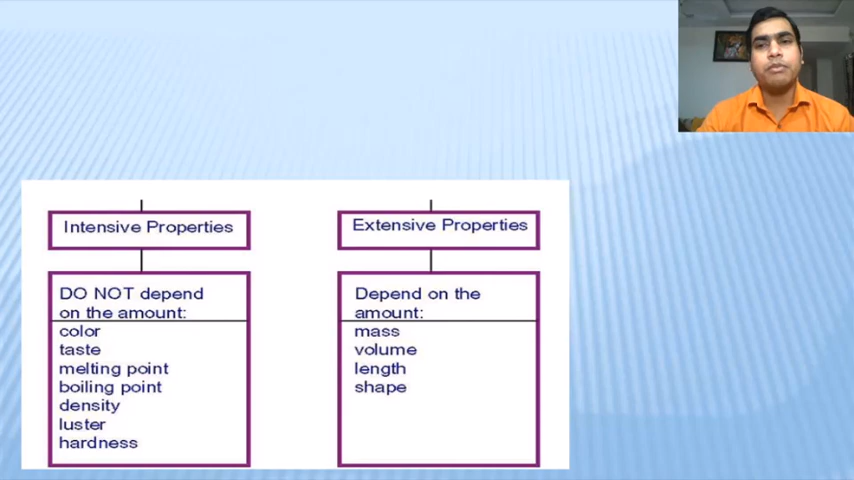 Intensive Properties
DO NOT depend
on the amount:
color
taste
melting point
boiling point
density
luster
hardness
Extensive Properties
Depend on the
amount:
mass
volume
length
shape